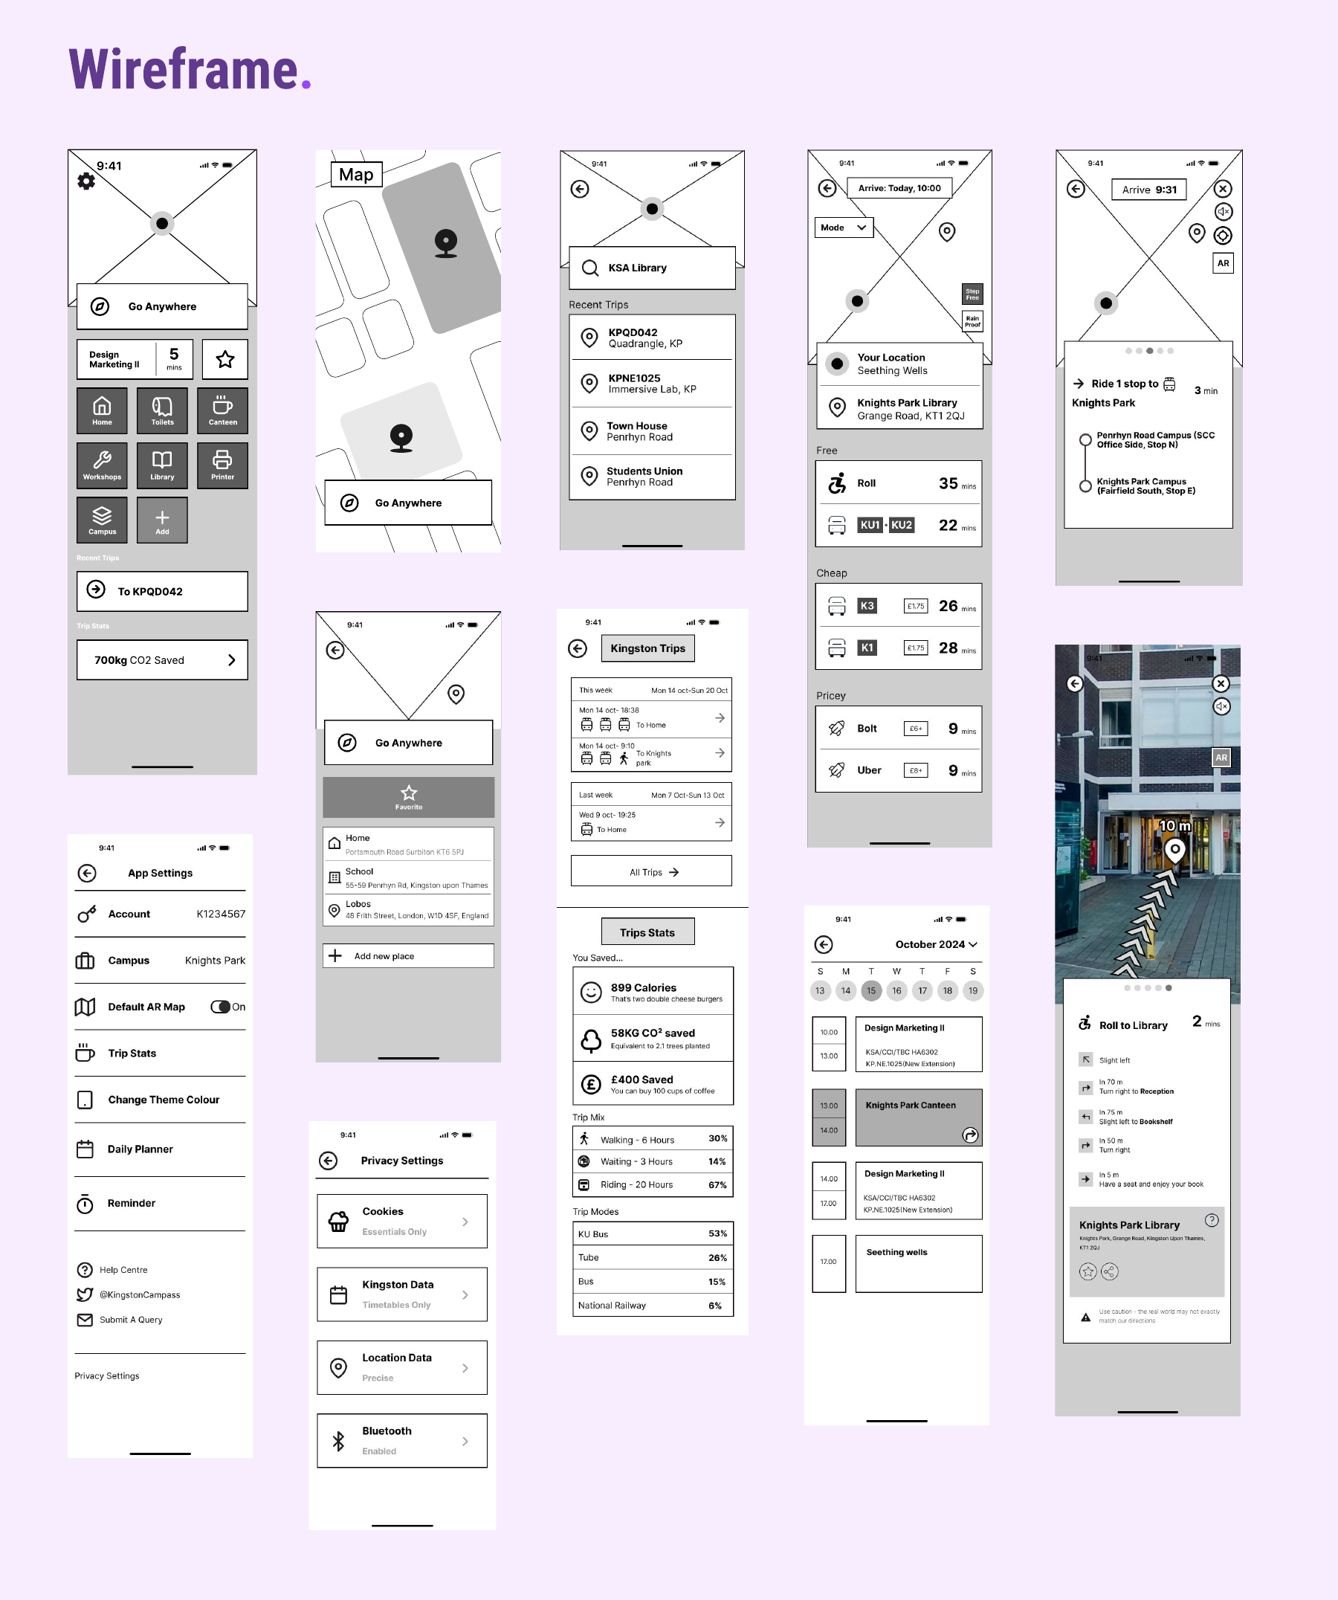 Wireframe.
9:41
Go Anywhere
Design
Marketing II
5
mins
Home
Toilets
Canteen
Workshops
Library
Printer
Campus
Add
Recent Trips
To KPQD042
Trip Stats
700kg CO2 Saved
Map
Go Anywhere
9:41
KSA Library
Recent Trips
KPQD042
Quadrangle, KP
KPNE1025
Immersive Lab, KP
Town House
Penrhyn Road
Students Union
Penrhyn Road
9:41
Arrive: Today, 10:00
Mode
Step
Free
Rain
Proof
Your Location
Seething Wells
Knights Park Library
Grange Road, KT1 2QJ
Free
Roll
35 mins
KU1 · KU2
22 mins
Cheap
K3
£1.75
26 mins
K1
£1.75
28 mins
Pricey
Bolt
£6+
9 mins
Uber
£8+
9 mins
9:41
Arrive 9:31
AR
Ride 1 stop to
Knights Park
3 min
Penrhyn Road Campus (SCC
Office Side, Stop N)
Knights Park Campus
(Fairfield South, Stop E)
9:41
Go Anywhere
Favorite
Home
Portsmouth Road Surbiton KT6 5PJ
School
55-59 Penrhyn Rd, Kingston upon Thames
Lobos
48 Frith Street, London, W1D 4SF, England
Add new place
9:41
Kingston Trips
This week
Mon 14 oct-Sun 20 Oct
Mon 14 oct- 18:38
To Home
Mon 14 oct- 9:10
To Knights
park
Last week
Mon 7 Oct-Sun 13 Oct
Wed 9 oct- 19:25
To Home
All Trips
Trips Stats
You Saved...
899 Calories
That's two double cheese burgers
58KG CO² saved
Equivalent to 2.1 trees planted
£400 Saved
You can buy 100 cups of coffee
Trip Mix
Walking - 6 Hours
30%
Waiting - 3 Hours
14%
Riding - 20 Hours
67%
Trip Modes
KU Bus
53%
Tube
26%
Bus
15%
National Railway
6%
9:41
AR
10 m
Roll to Library
2 mins
Slight left
In 70 m
Turn right to Reception
In 75 m
Slight left to Bookshelf
In 50 m
Turn right
In 5 m
Have a seat and enjoy your book
Knights Park Library
Knights Park, Grange Road, Kingston Upon Thames,
KT1 2QJ
Use caution - the real world may not exactly
match our directions
9:41
App Settings
Account
K1234567
Campus
Knights Park
Default AR Map
On
Trip Stats
Change Theme Colour
Daily Planner
Reminder
Help Centre
@KingstonCampass
Submit A Query
Privacy Settings
9:41
Privacy Settings
Cookies
Essentials Only
Kingston Data
Timetables Only
Location Data
Precise
Bluetooth
Enabled
9:41
October 2024
S M T W T F S
13 14 15 16 17 18 19
10.00
13.00
Design Marketing II
KSA/CCI/TBC HA6302
KP.NE.1025(New Extension)
13.00
14.00
Knights Park Canteen
14.00
17.00
Design Marketing II
KSA/CCI/TBC HA6302
KP.NE.1025(New Extension)
17.00
Seething wells